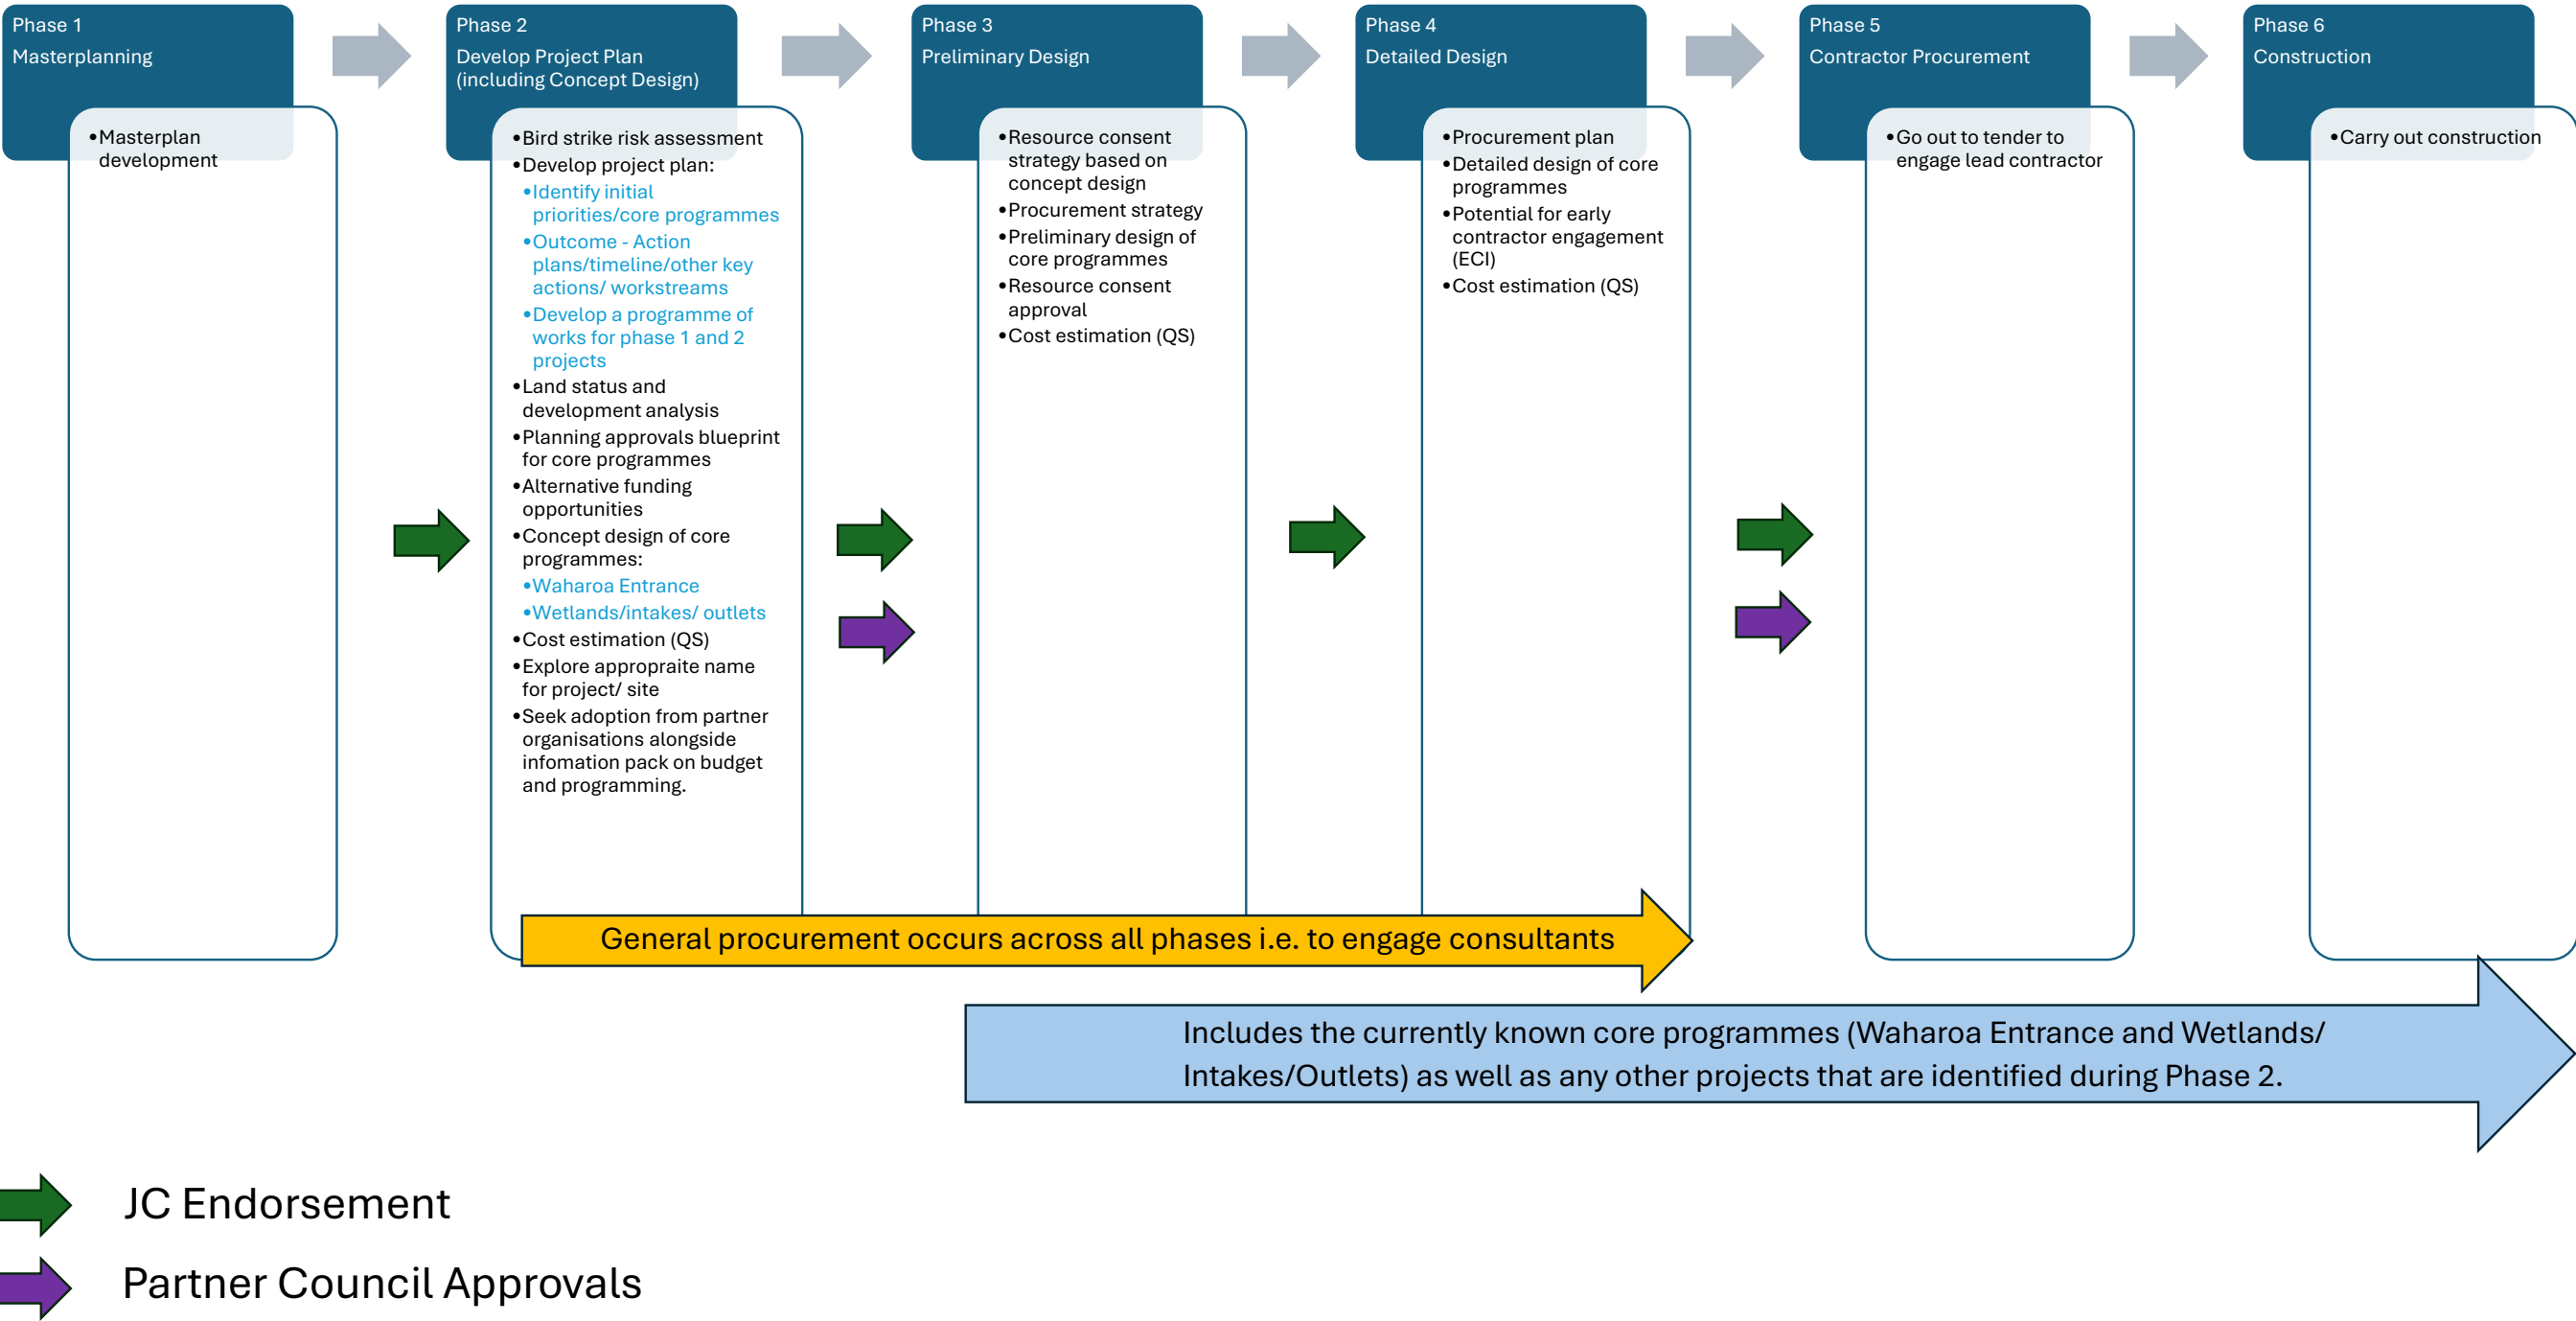 Phase 1
Masterplanning
•Masterplan
development
Phase 2
Develop Project Plan
(including Concept Design)
•Bird strike risk assessment
•Develop project plan:
•Identify initial
priorities/core programmes
•Outcome - Action
plans/timeline/other key
actions/ workstreams
•Develop a programme of
works for phase 1 and 2
projects
•Land status and
development analysis
•Planning approvals blueprint
for core programmes
•Alternative funding
opportunities
•Concept design of core
programmes:
•Waharoa Entrance
•Wetlands/intakes/ outlets
•Cost estimation (QS)
•Explore appropraite name
for project/ site
•Seek adoption from partner
organisations alongside
infomation pack on budget
and programming.
Phase 3
Preliminary Design
•Resource consent
strategy based on
concept design
•Procurement strategy
•Preliminary design of
core programmes
•Resource consent
approval
•Cost estimation (QS)
Phase 4
Detailed Design
•Procurement plan
•Detailed design of core
programmes
•Potential for early
contractor engagement
(ECI)
•Cost estimation (QS)
Phase 5
Contractor Procurement
•Go out to tender to
engage lead contractor
Phase 6
Construction
•Carry out construction
General procurement occurs across all phases i.e. to engage consultants
Includes the currently known core programmes (Waharoa Entrance and Wetlands/
Intakes/Outlets) as well as any other projects that are identified during Phase 2.
JC Endorsement
Partner Council Approvals